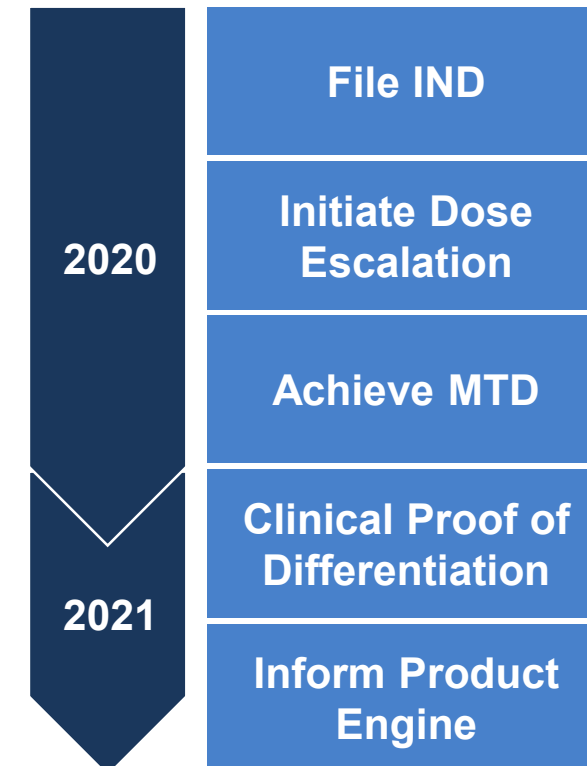 File IND
Initiate Dose
Escalation
2020
Achieve MTD
Clinical Proof of
Differentiation
2021
Inform Product
Engine